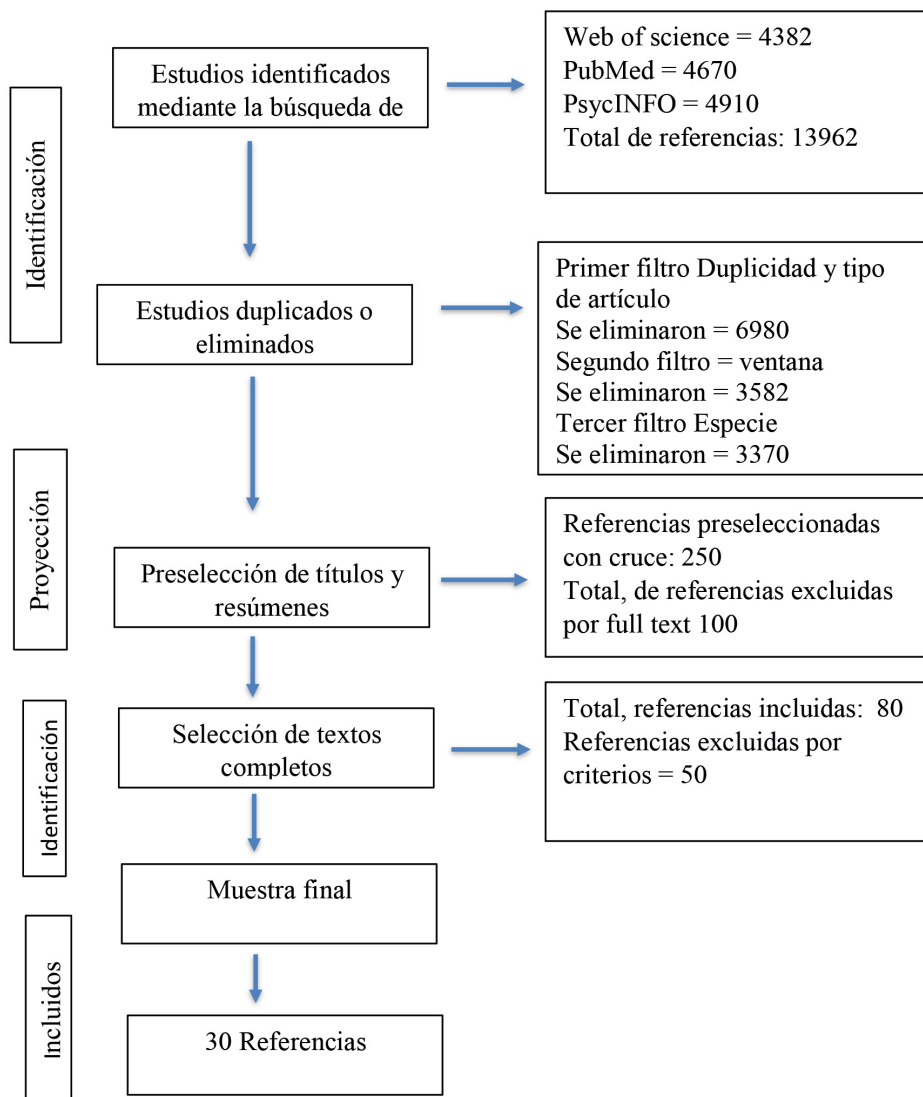 Identificación
Estudios identificados
mediante la búsqueda de
Web of science = 4382
PubMed = 4670
PsycINFO = 4910
Total de referencias: 13962
Estudios duplicados o
eliminados
Primer filtro Duplicidad y tipo
de artículo
Se eliminaron = 6980
Segundo filtro = ventana
Se eliminaron = 3582
Tercer filtro Especie
Se eliminaron = 3370
Proyección
Preselección de títulos y
resúmenes
Referencias preseleccionadas
con cruce: 250
Total, de referencias excluidas
por full text 100
Identificación
Selección de textos
completos
Total, referencias incluidas: 80
Referencias excluidas por
criterios = 50
Muestra final
Incluidos
30 Referencias